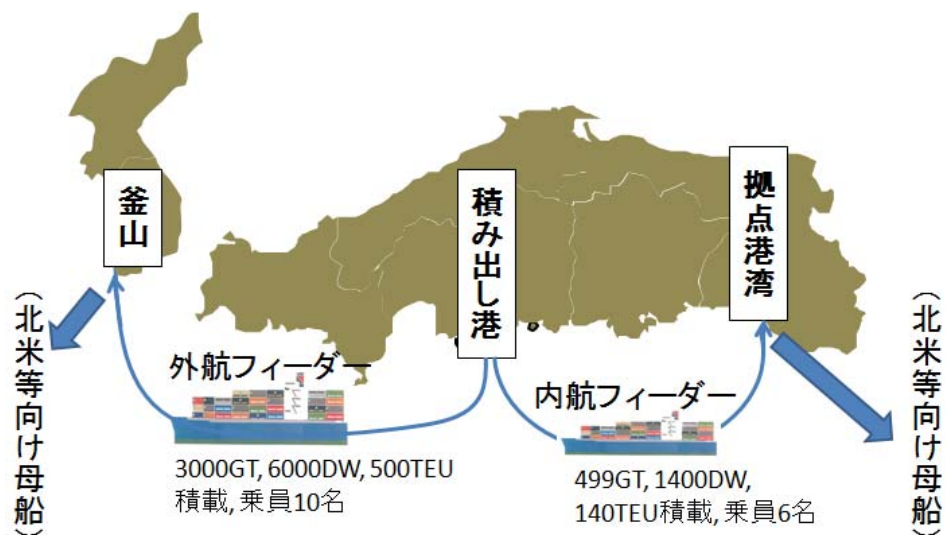 釜山
積み出し港
拠点港湾
（北米等向け母船）
外航フィーダー
3000GT, 6000DW, 500TEU
積載, 乗員10名
内航フィーダー
499GT, 1400DW,
140TEU積載, 乗員6名
（北米等向け母船）